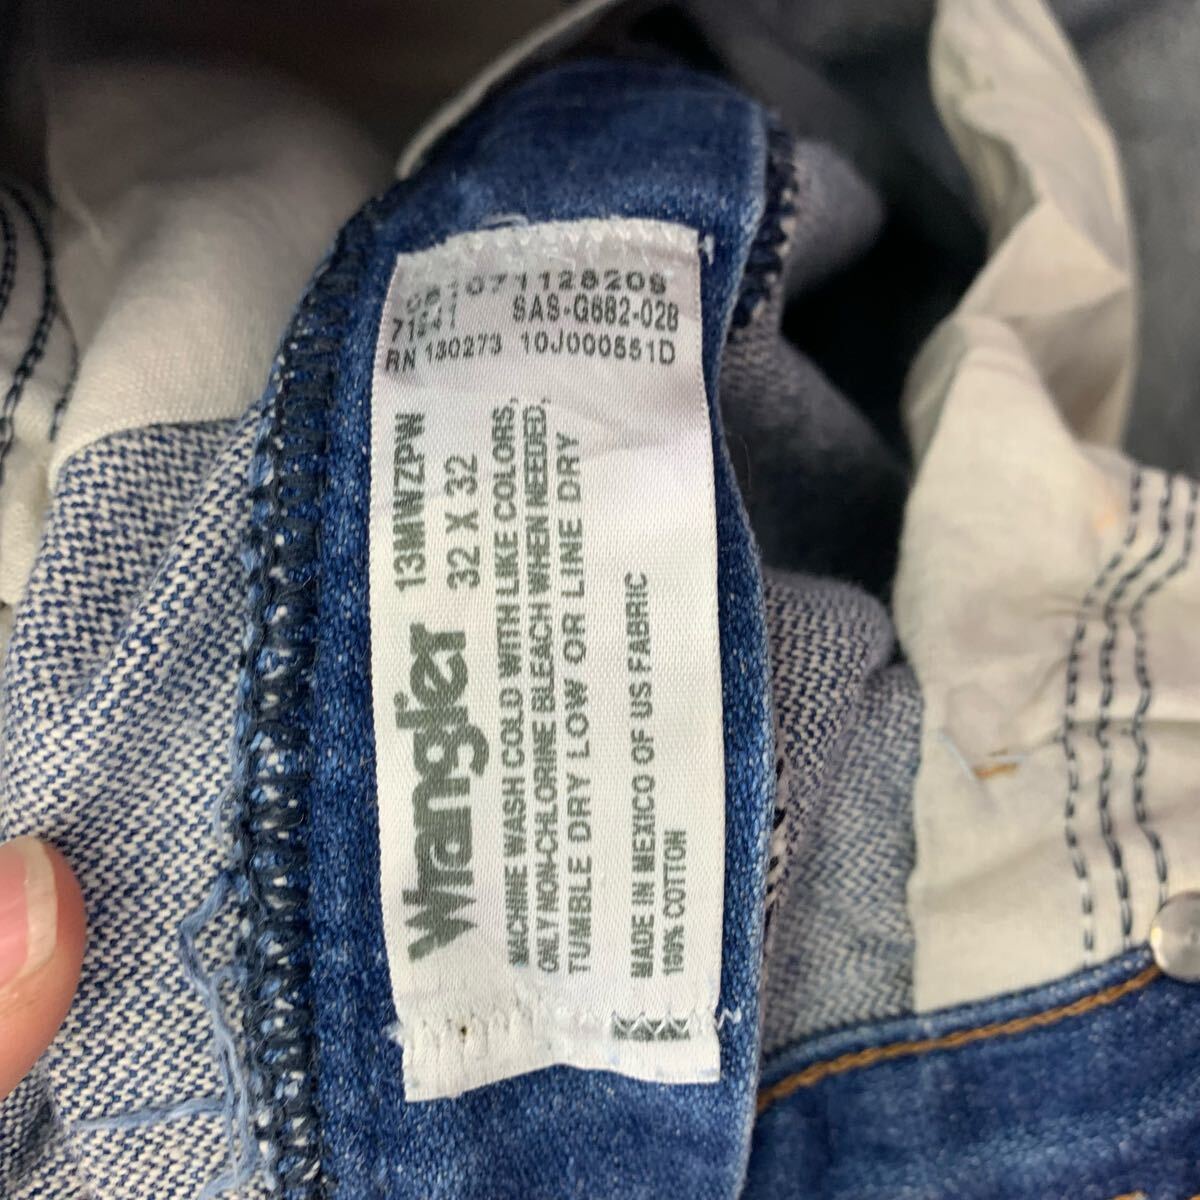 071128209
SAS-G682-02B
RN 130273 10J000551D
Wrangler 13MWZPW
32 X 32
MACHINE WASH COLD WITH LIKE COLORS,
ONLY NON-CHLORINE BLEACH WHEN NEEDED,
TUMBLE DRY LOW OR LINE DRY
MADE IN MEXICO OF US FABRIC
100% COTTON